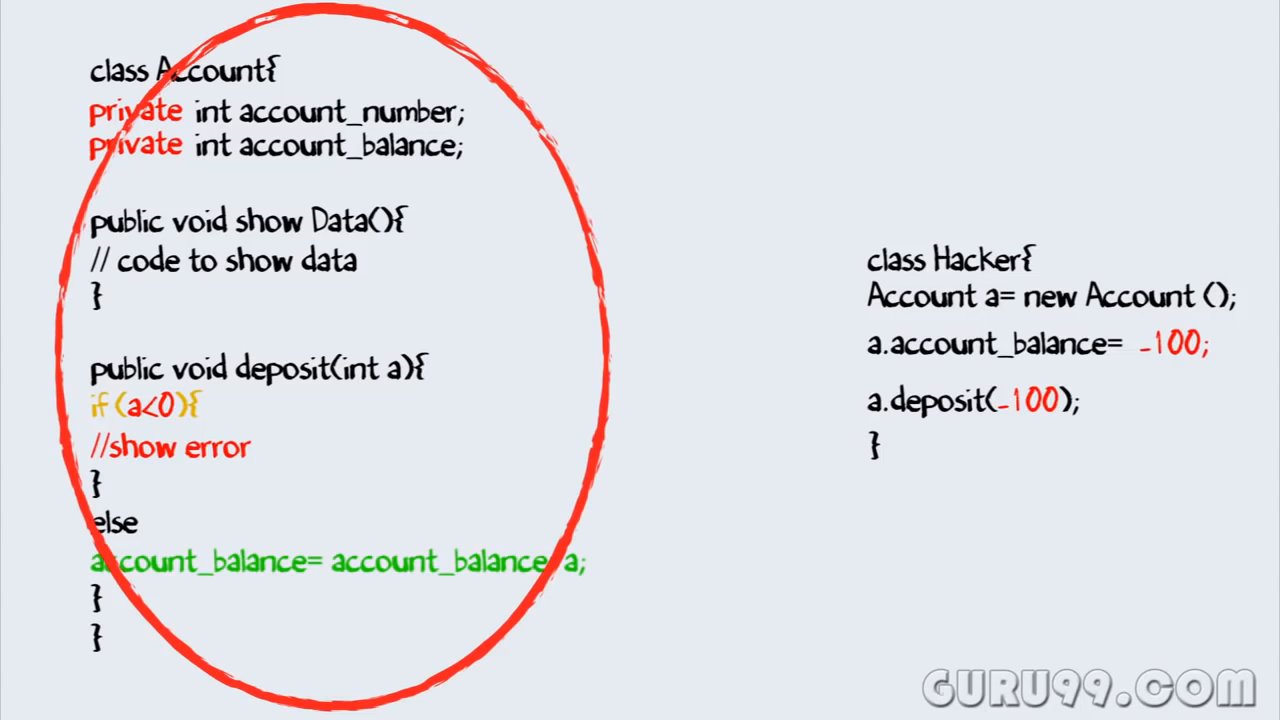 class Account{
private int account_number;
private int account_balance;
public void show Data(){
// code to show data
}
public void deposit(int a){
if (a<0){
//show error
}
else
account_balance= account_balance a;
}
}
class Hacker{
Account a= new Account ();
a.account_balance= -100;
a.deposit(-100);
}
GURU99.COM